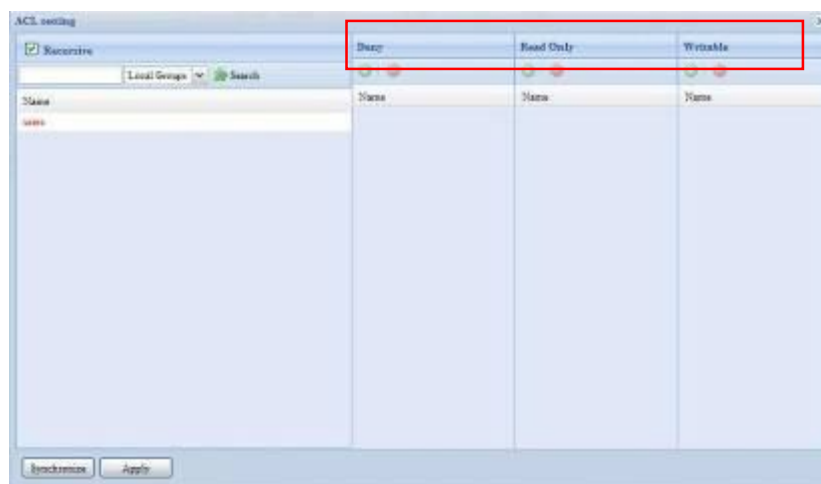 ACL setting
Recursive
Deny
Read Only
Writable
Local Groups
Search
Name
Name
Name
Name
users
Synchronize
Apply